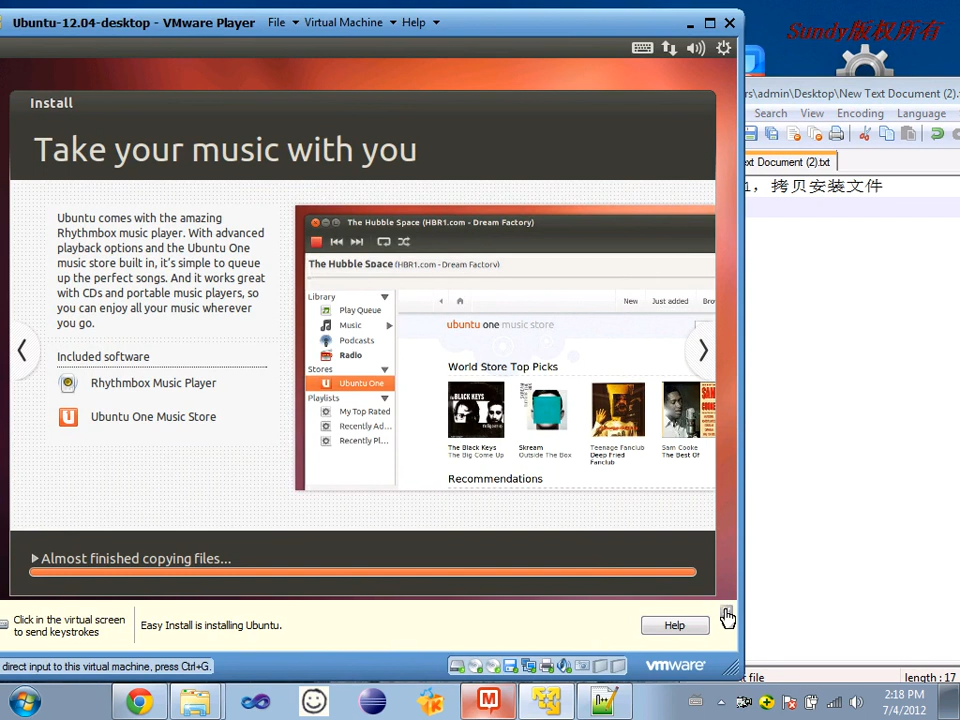 Ubuntu-12.04-desktop - VMware Player File Virtual Machine Help
Sundy版权所有
Install
Take your music with you
Ubuntu comes with the amazing
Rhythmbox music player. With advanced
playback options and the Ubuntu One
music store built in, it's simple to queue
up the perfect songs. And it works great
with CDs and portable music players, so
you can enjoy all your music wherever
you go.
Included software
Rhythmbox Music Player
Ubuntu One Music Store
The Hubble Space (HBR1.com - Dream Factory)
The Hubble Space (HBR1.com - Dream Factory)
Library
Play Queue
Music
Podcasts
Radio
Stores
Ubuntu One
Playlists
My Top Rated
Recently Ad...
Recently Pl...
New Just added Bro
ubuntu one music store
World Store Top Picks
The Black Keys
The Big Come Up
Skream
Outside The Box
Teenage Fanclub
Deep Fried
Fanclub
Sam Cooke
The Best Of
Recommendations
Almost finished copying files...
Click in the virtual screen
to send keystrokes
Easy Install is installing Ubuntu.
Help
direct input to this virtual machine, press Ctrl+G.
vmware
rs\admin\Desktop\New Text Document (2).
Search View Encoding Language
ext Document (2).txt
1，拷贝安装文件
t file length : 17
2:18 PM
7/4/2012